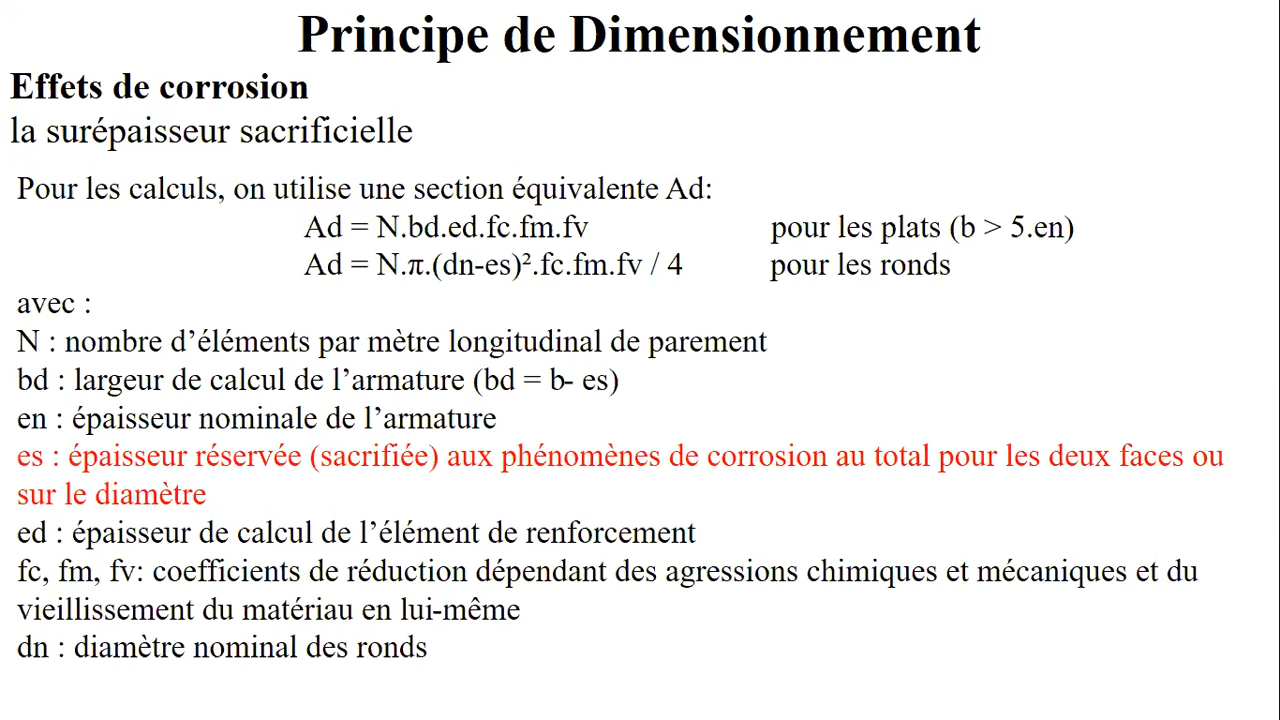 Principe de Dimensionnement
Effets de corrosion
la surépaisseur sacrificielle
Pour les calculs, on utilise une section équivalente Ad:
Ad = N.bd.ed.fc.fm.fv pour les plats (b > 5.en)
Ad = N.π.(dn-es)².fc.fm.fv / 4 pour les ronds
avec :
N : nombre d’éléments par mètre longitudinal de parement
bd : largeur de calcul de l’armature (bd = b- es)
en : épaisseur nominale de l’armature
es : épaisseur réservée (sacrifiée) aux phénomènes de corrosion au total pour les deux faces ou
sur le diamètre
ed : épaisseur de calcul de l’élément de renforcement
fc, fm, fv: coefficients de réduction dépendant des agressions chimiques et mécaniques et du
vieillissement du matériau en lui-même
dn : diamètre nominal des ronds